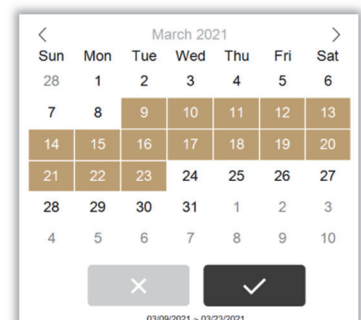 March 2021
Sun Mon Tue Wed Thu Fri Sat
28 1 2 3 4 5 6
7 8 9 10 11 12 13
14 15 16 17 18 19 20
21 22 23 24 25 26 27
28 29 30 31 1 2 3
4 5 6 7 8 9 10
03/09/2021 ~ 03/23/2021